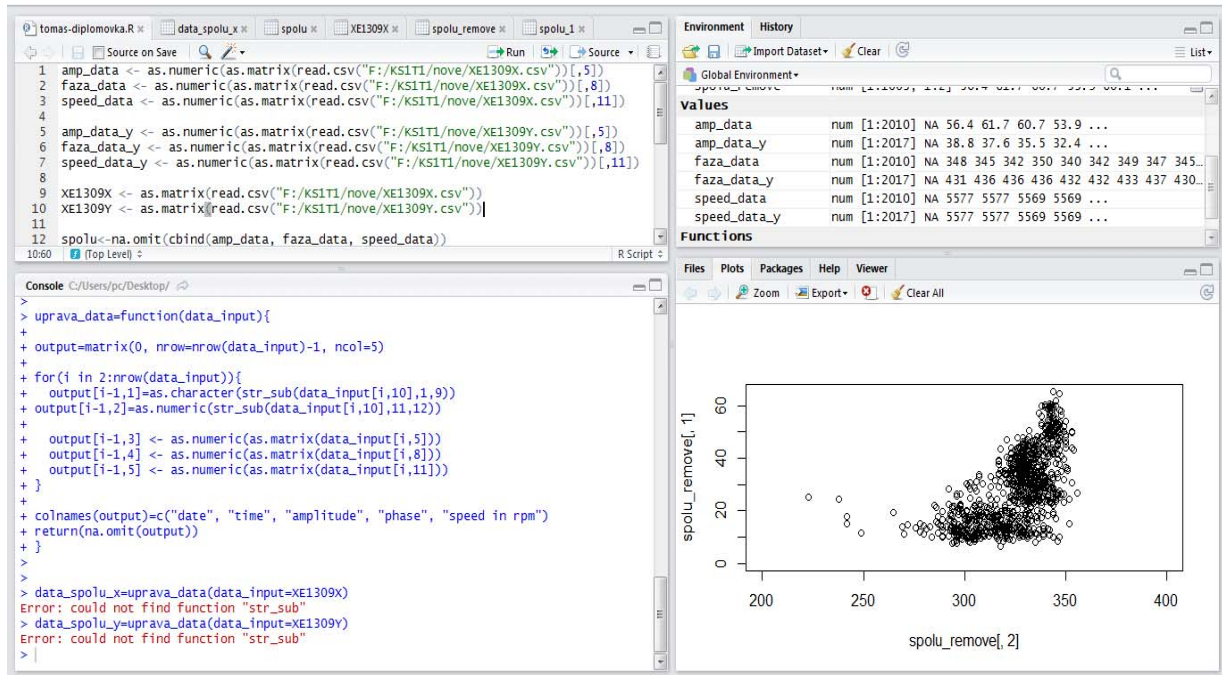 tomas-diplomovka.R × data_spolu_x × spolu × XE1309X × spolu_remove × spolu_1 ×
Source on Save Run Source
1 amp_data <- as.numeric(as.matrix(read.csv("F:/KS1T1/nove/XE1309X.csv"))[,5])
2 faza_data <- as.numeric(as.matrix(read.csv("F:/KS1T1/nove/XE1309X.csv"))[,8])
3 speed_data <- as.numeric(as.matrix(read.csv("F:/KS1T1/nove/XE1309X.csv"))[,11])
4
5 amp_data_y <- as.numeric(as.matrix(read.csv("F:/KS1T1/nove/XE1309Y.csv"))[,5])
6 faza_data_y <- as.numeric(as.matrix(read.csv("F:/KS1T1/nove/XE1309Y.csv"))[,8])
7 speed_data_y <- as.numeric(as.matrix(read.csv("F:/KS1T1/nove/XE1309Y.csv"))[,11])
8
9 XE1309X <- as.matrix(read.csv("F:/KS1T1/nove/XE1309X.csv"))
10 XE1309Y <- as.matrix(read.csv("F:/KS1T1/nove/XE1309Y.csv"))
11
12 spolu<-na.omit(cbind(amp_data, faza_data, speed_data))
10:60 (Top Level) R Script
Console C:/Users/pc/Desktop/
>
> uprava_data=function(data_input){
+
+ output=matrix(0, nrow=nrow(data_input)-1, ncol=5)
+
+ for(i in 2:nrow(data_input)){
+ output[i-1,1]=as.character(str_sub(data_input[i,10],1,9))
+ output[i-1,2]=as.numeric(str_sub(data_input[i,10],11,12))
+
+ output[i-1,3] <- as.numeric(as.matrix(data_input[i,5]))
+ output[i-1,4] <- as.numeric(as.matrix(data_input[i,8]))
+ output[i-1,5] <- as.numeric(as.matrix(data_input[i,11]))
+ }
+
+ colnames(output)=c("date", "time", "amplitude", "phase", "speed in rpm")
+ return(na.omit(output))
+ }
>
>
> data_spolu_x=uprava_data(data_input=XE1309X)
Error: could not find function "str_sub"
> data_spolu_y=uprava_data(data_input=XE1309Y)
Error: could not find function "str_sub"
>
Environment History
Import Dataset Clear List
Global Environment
Values
amp_data num [1:2010] NA 56.4 61.7 60.7 53.9 ...
amp_data_y num [1:2017] NA 38.8 37.6 35.5 32.4 ...
faza_data num [1:2010] NA 348 345 342 350 340 342 349 347 345...
faza_data_y num [1:2017] NA 431 436 436 436 432 432 433 437 430...
speed_data num [1:2010] NA 5577 5577 5569 5569 ...
speed_data_y num [1:2017] NA 5577 5577 5569 5569 ...
Functions
Files Plots Packages Help Viewer
Zoom Export Clear All
spolu_remove[, 1]
60
40
20
0
200 250 300 350 400
spolu_remove[, 2]